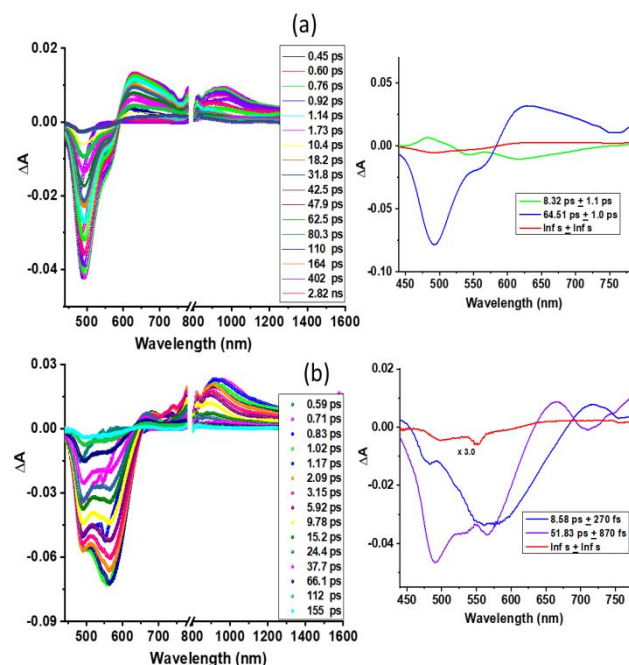 (a)
0.02
0.00
-0.02
-0.04
ΔA
0.45 ps
0.60 ps
0.76 ps
0.92 ps
1.14 ps
1.73 ps
10.4 ps
18.2 ps
31.8 ps
42.5 ps
47.9 ps
62.5 ps
80.3 ps
110 ps
164 ps
402 ps
2.82 ns
500 600 700 800 1000 1200 1400 1600
Wavelength (nm)
0.05
0.00
-0.05
-0.10
ΔA
8.32 ps ± 1.1 ps
64.51 ps ± 1.0 ps
Inf s ± Inf s
450 500 550 600 650 700 750
Wavelength (nm)
(b)
0.03
0.00
-0.03
-0.06
-0.09
ΔA
0.59 ps
0.71 ps
0.83 ps
1.02 ps
1.17 ps
2.09 ps
3.15 ps
5.92 ps
9.78 ps
15.2 ps
24.4 ps
37.7 ps
66.1 ps
112 ps
155 ps
500 600 700 800 1000 1200 1400 1600
Wavelength (nm)
0.00
-0.02
-0.04
ΔA
x 3.0
8.58 ps ± 270 fs
51.83 ps ± 870 fs
Inf s ± Inf s
450 500 550 600 650 700 750
Wavelength (nm)